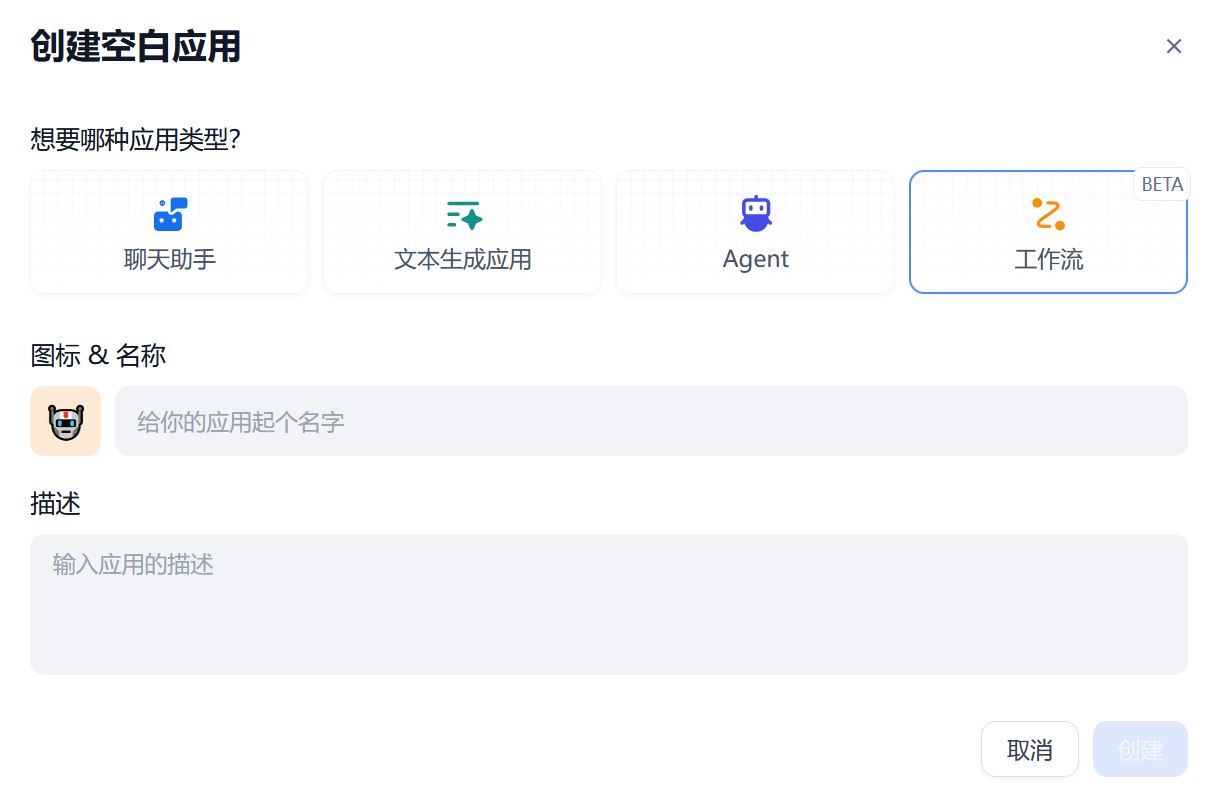 创建空白应用
想要哪种应用类型？
聊天助手
文本生成应用
Agent
BETA
工作流
图标 & 名称
给你的应用起个名字
描述
输入应用的描述
取消
创建